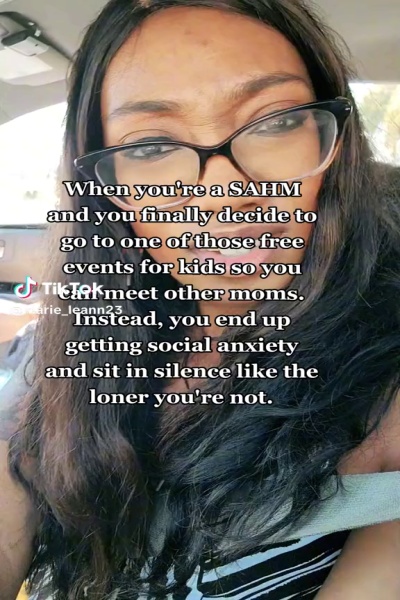 When you're a SAHM
and you finally decide to
go to one of those free
events for kids so you
can meet other moms.
TikTok
Instead, you end up
getting social anxiety
and sit in silence like the
loner you're not.